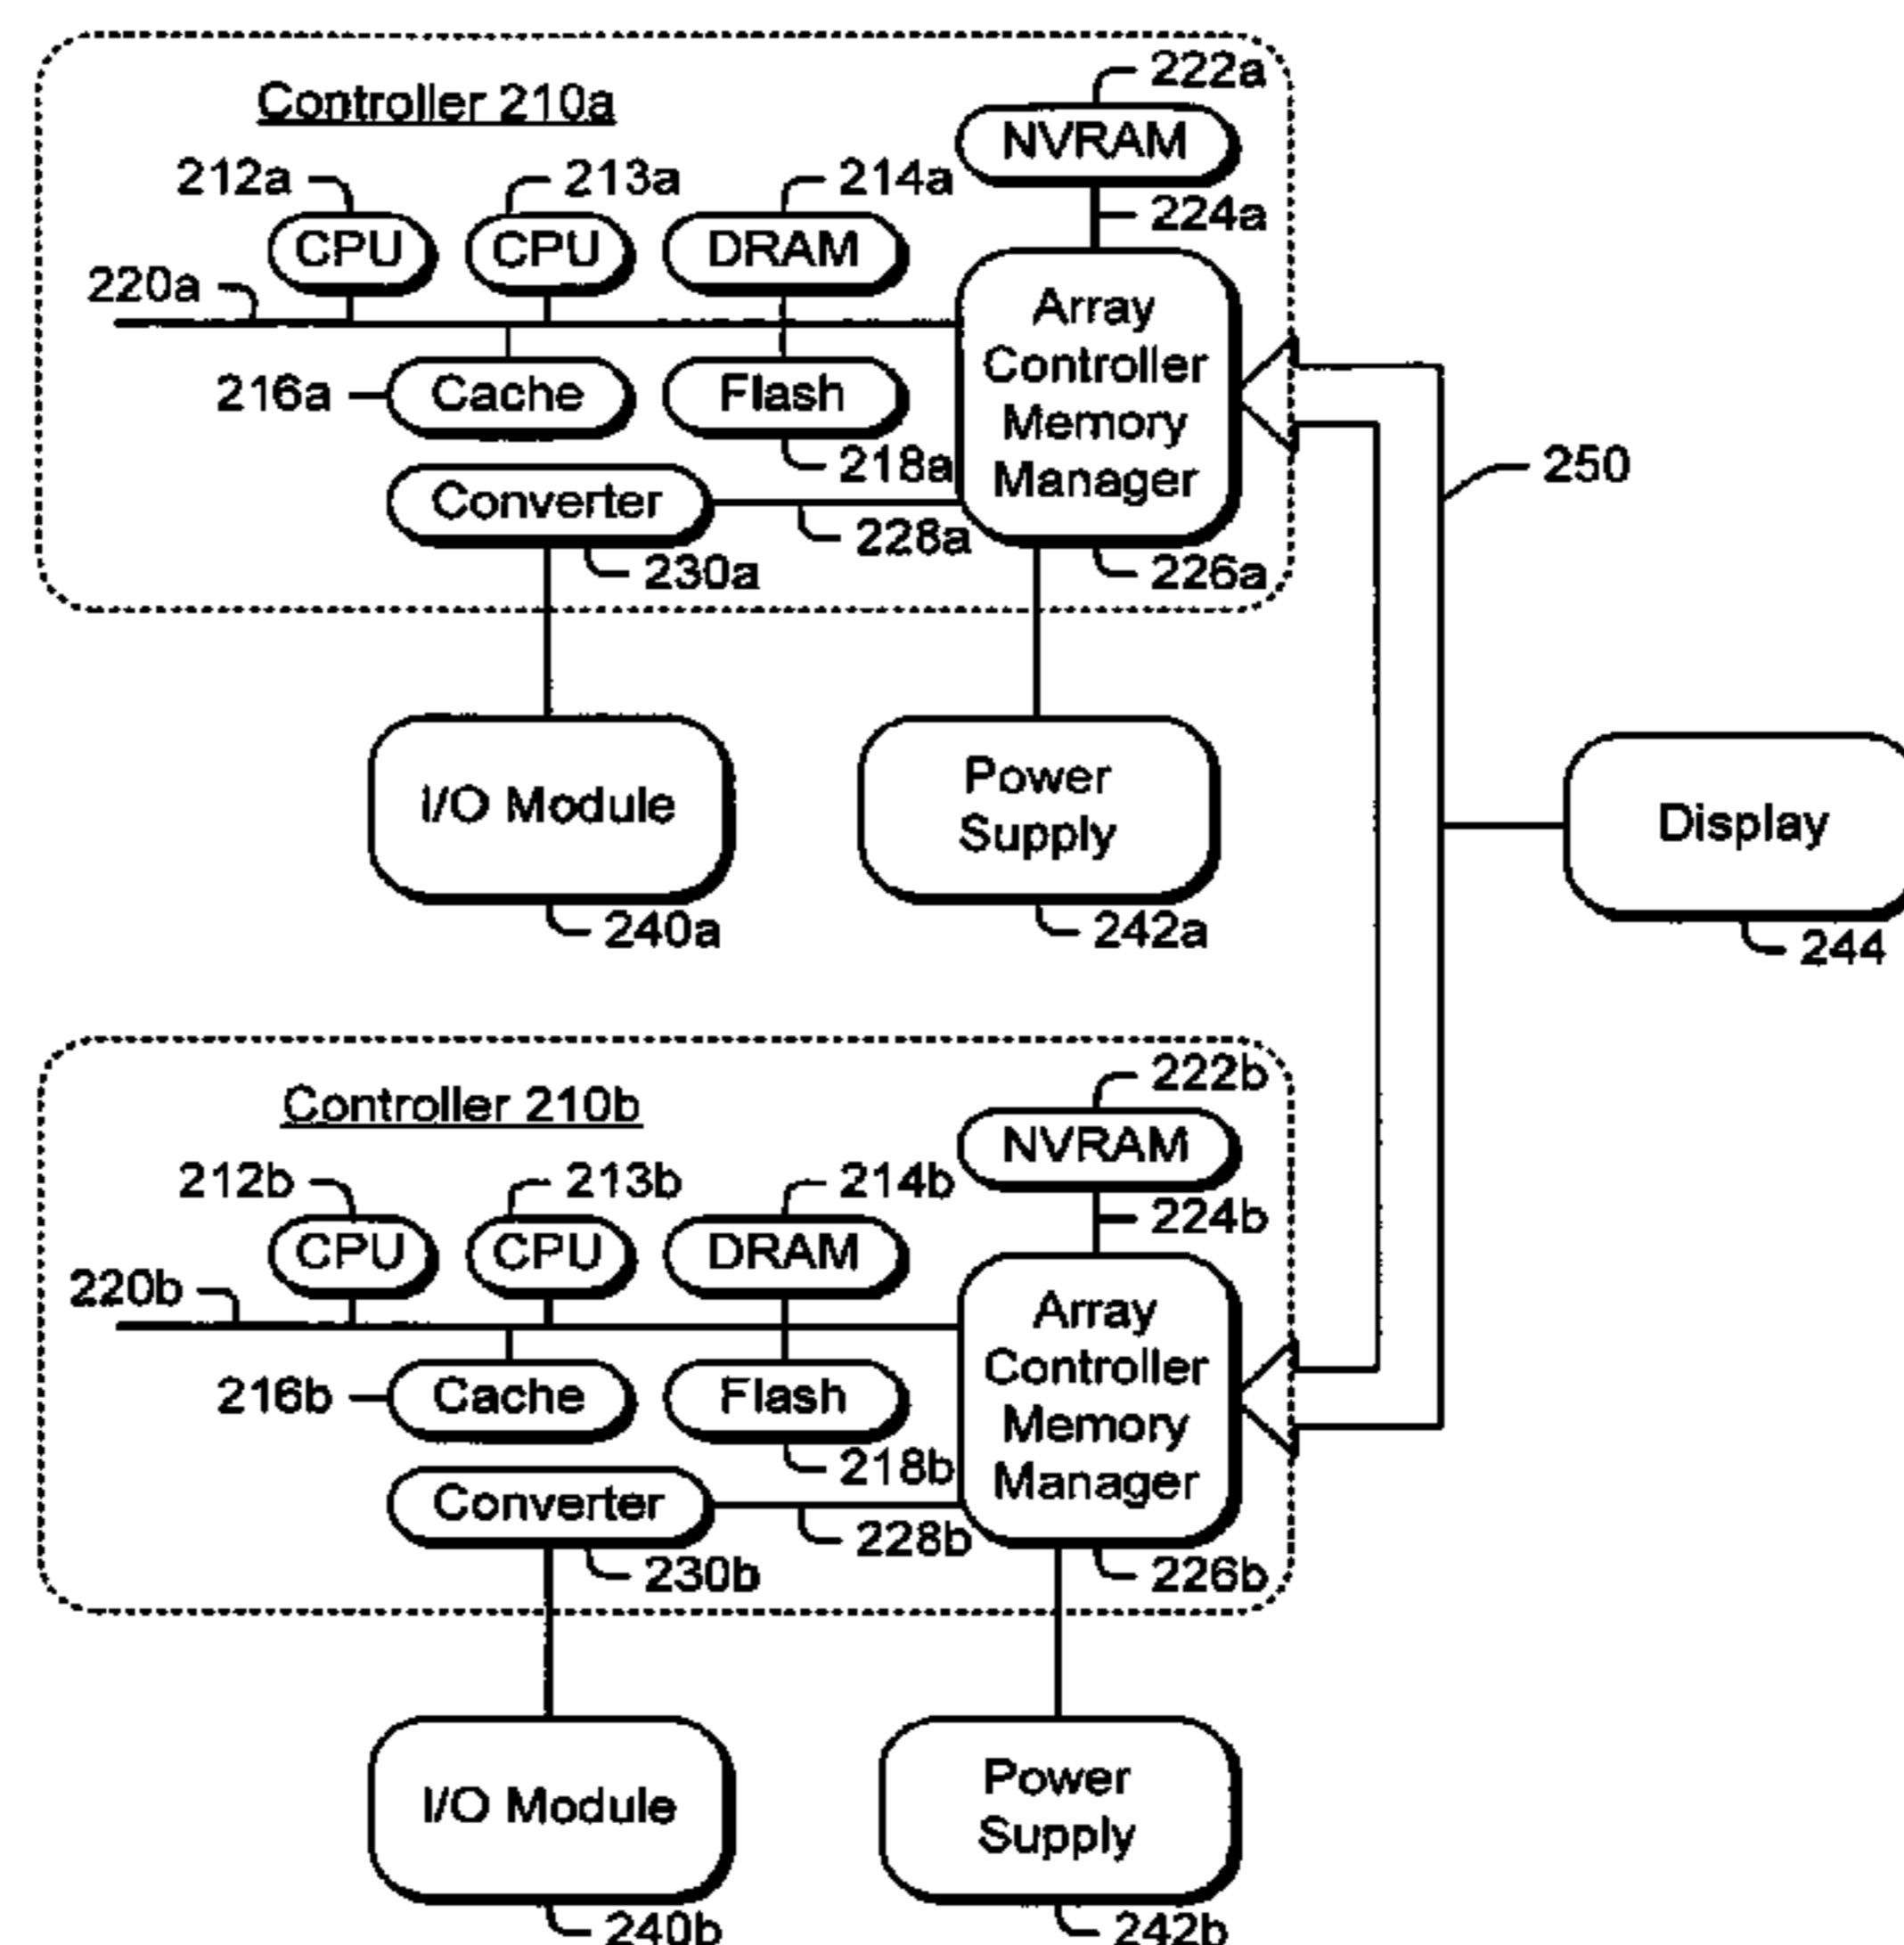 222a
Controller 210a
NVRAM
212a
213a
214a
224a
CPU
CPU
DRAM
220a
Array
Controller
Memory
Manager
216a
Cache
Flash
218a
250
Converter
228a
230a
226a
I/O Module
Power
Supply
Display
240a
242a
244
222b
Controller 210b
NVRAM
212b
213b
214b
224b
CPU
CPU
DRAM
220b
Array
Controller
Memory
Manager
216b
Cache
Flash
218b
Converter
228b
230b
226b
I/O Module
Power
Supply
240b
242b